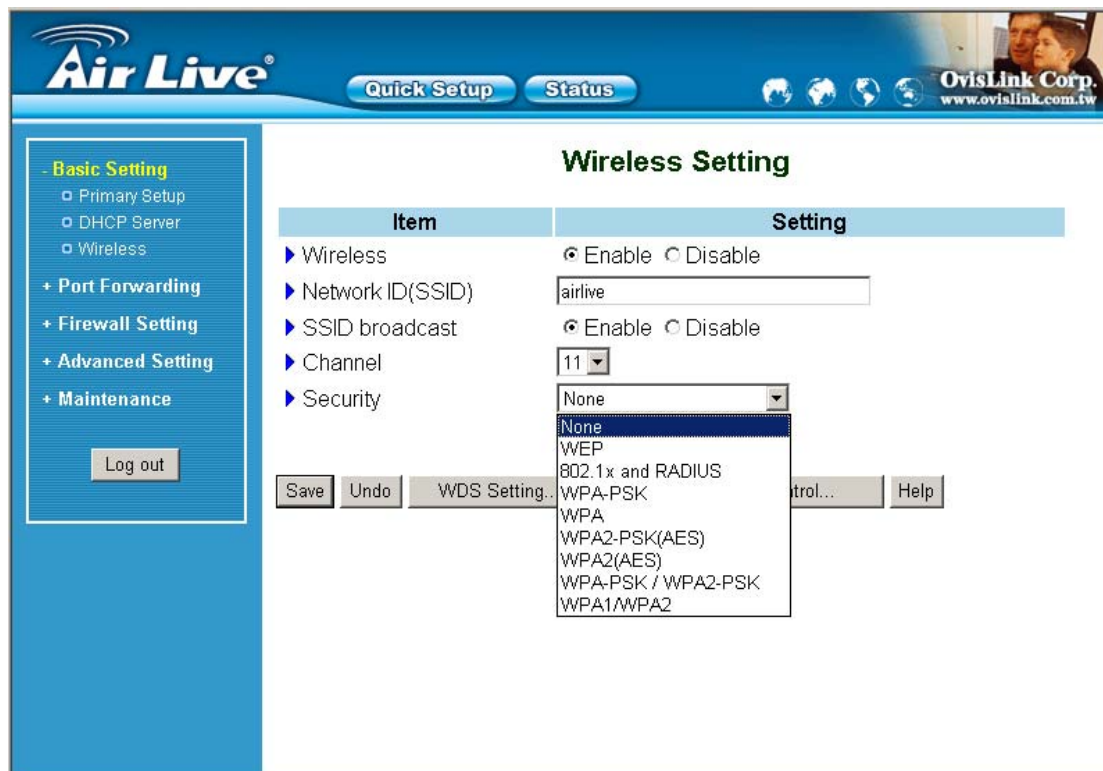 Air Live®
Quick Setup
Status
OvisLink Corp.
www.ovislink.com.tw
- Basic Setting
Primary Setup
DHCP Server
Wireless
+ Port Forwarding
+ Firewall Setting
+ Advanced Setting
+ Maintenance
Log out
Wireless Setting
Item Setting
Wireless Enable Disable
Network ID(SSID) airlive
SSID broadcast Enable Disable
Channel 11
Security None
None
WEP
802.1x and RADIUS
WPA-PSK
WPA
WPA2-PSK(AES)
WPA2(AES)
WPA-PSK / WPA2-PSK
WPA1/WPA2
Save Undo WDS Setting.. Help